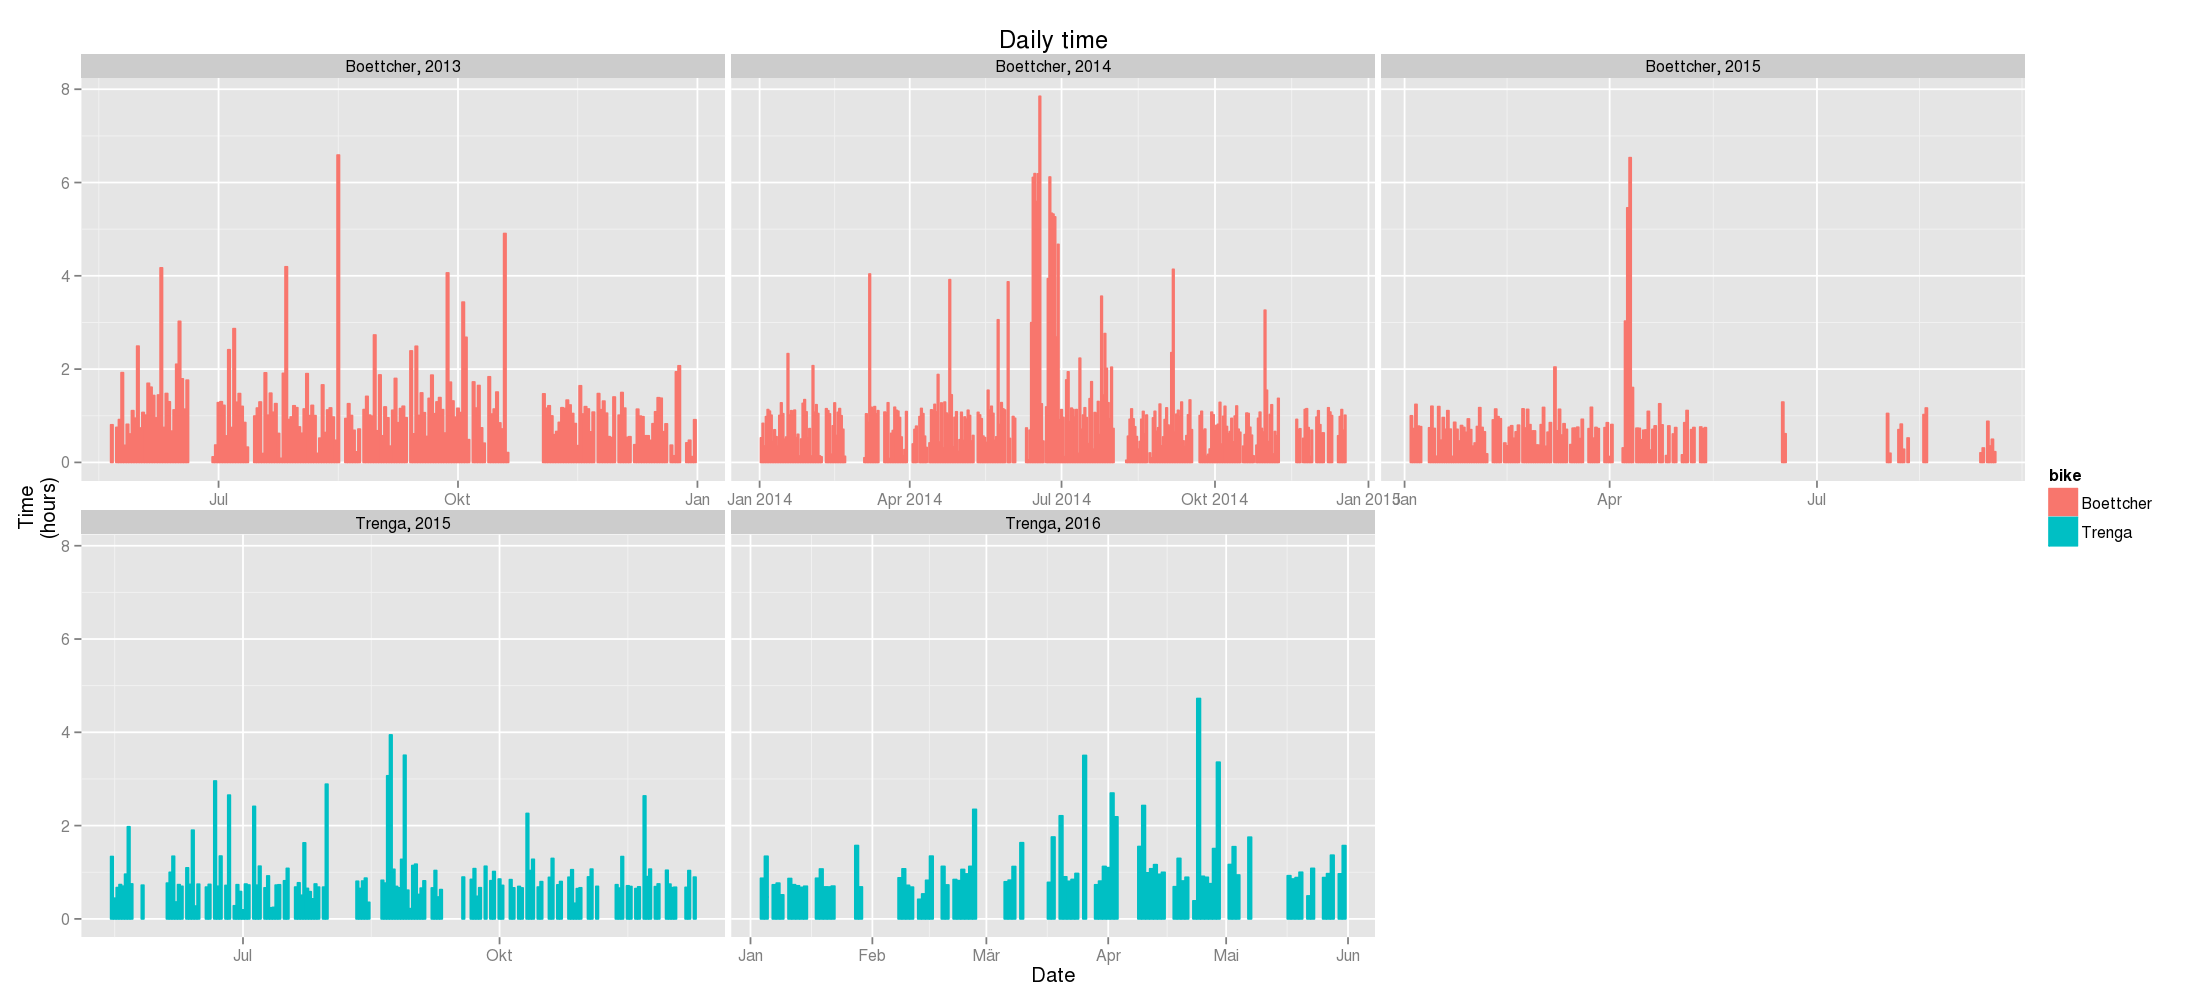 Daily time
Boettcher, 2013
Boettcher, 2014
Boettcher, 2015
8
6
4
2
0
Jul
Okt
Jan
Jan 2014
Apr 2014
Jul 2014
Okt 2014
Jan 2015
Jan
Apr
Jul
Time
(hours)
bike
Boettcher
Trenga
Trenga, 2015
Trenga, 2016
8
6
4
2
0
Jul
Okt
Jan
Feb
Mär
Apr
Mai
Jun
Date